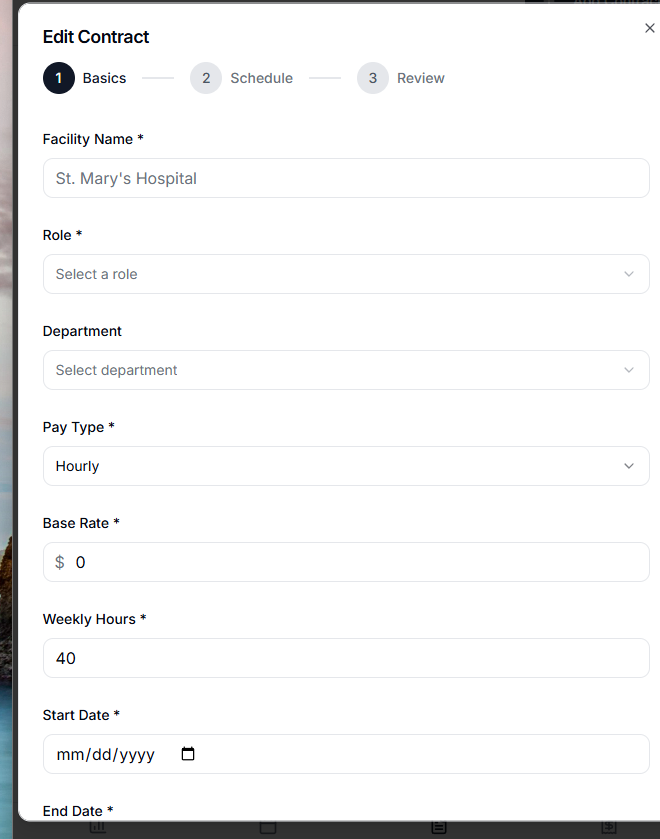 Edit Contract
1 Basics 2 Schedule 3 Review
Facility Name *
St. Mary's Hospital
Role *
Select a role
Department
Select department
Pay Type *
Hourly
Base Rate *
$ 0
Weekly Hours *
40
Start Date *
mm/dd/yyyy
End Date *